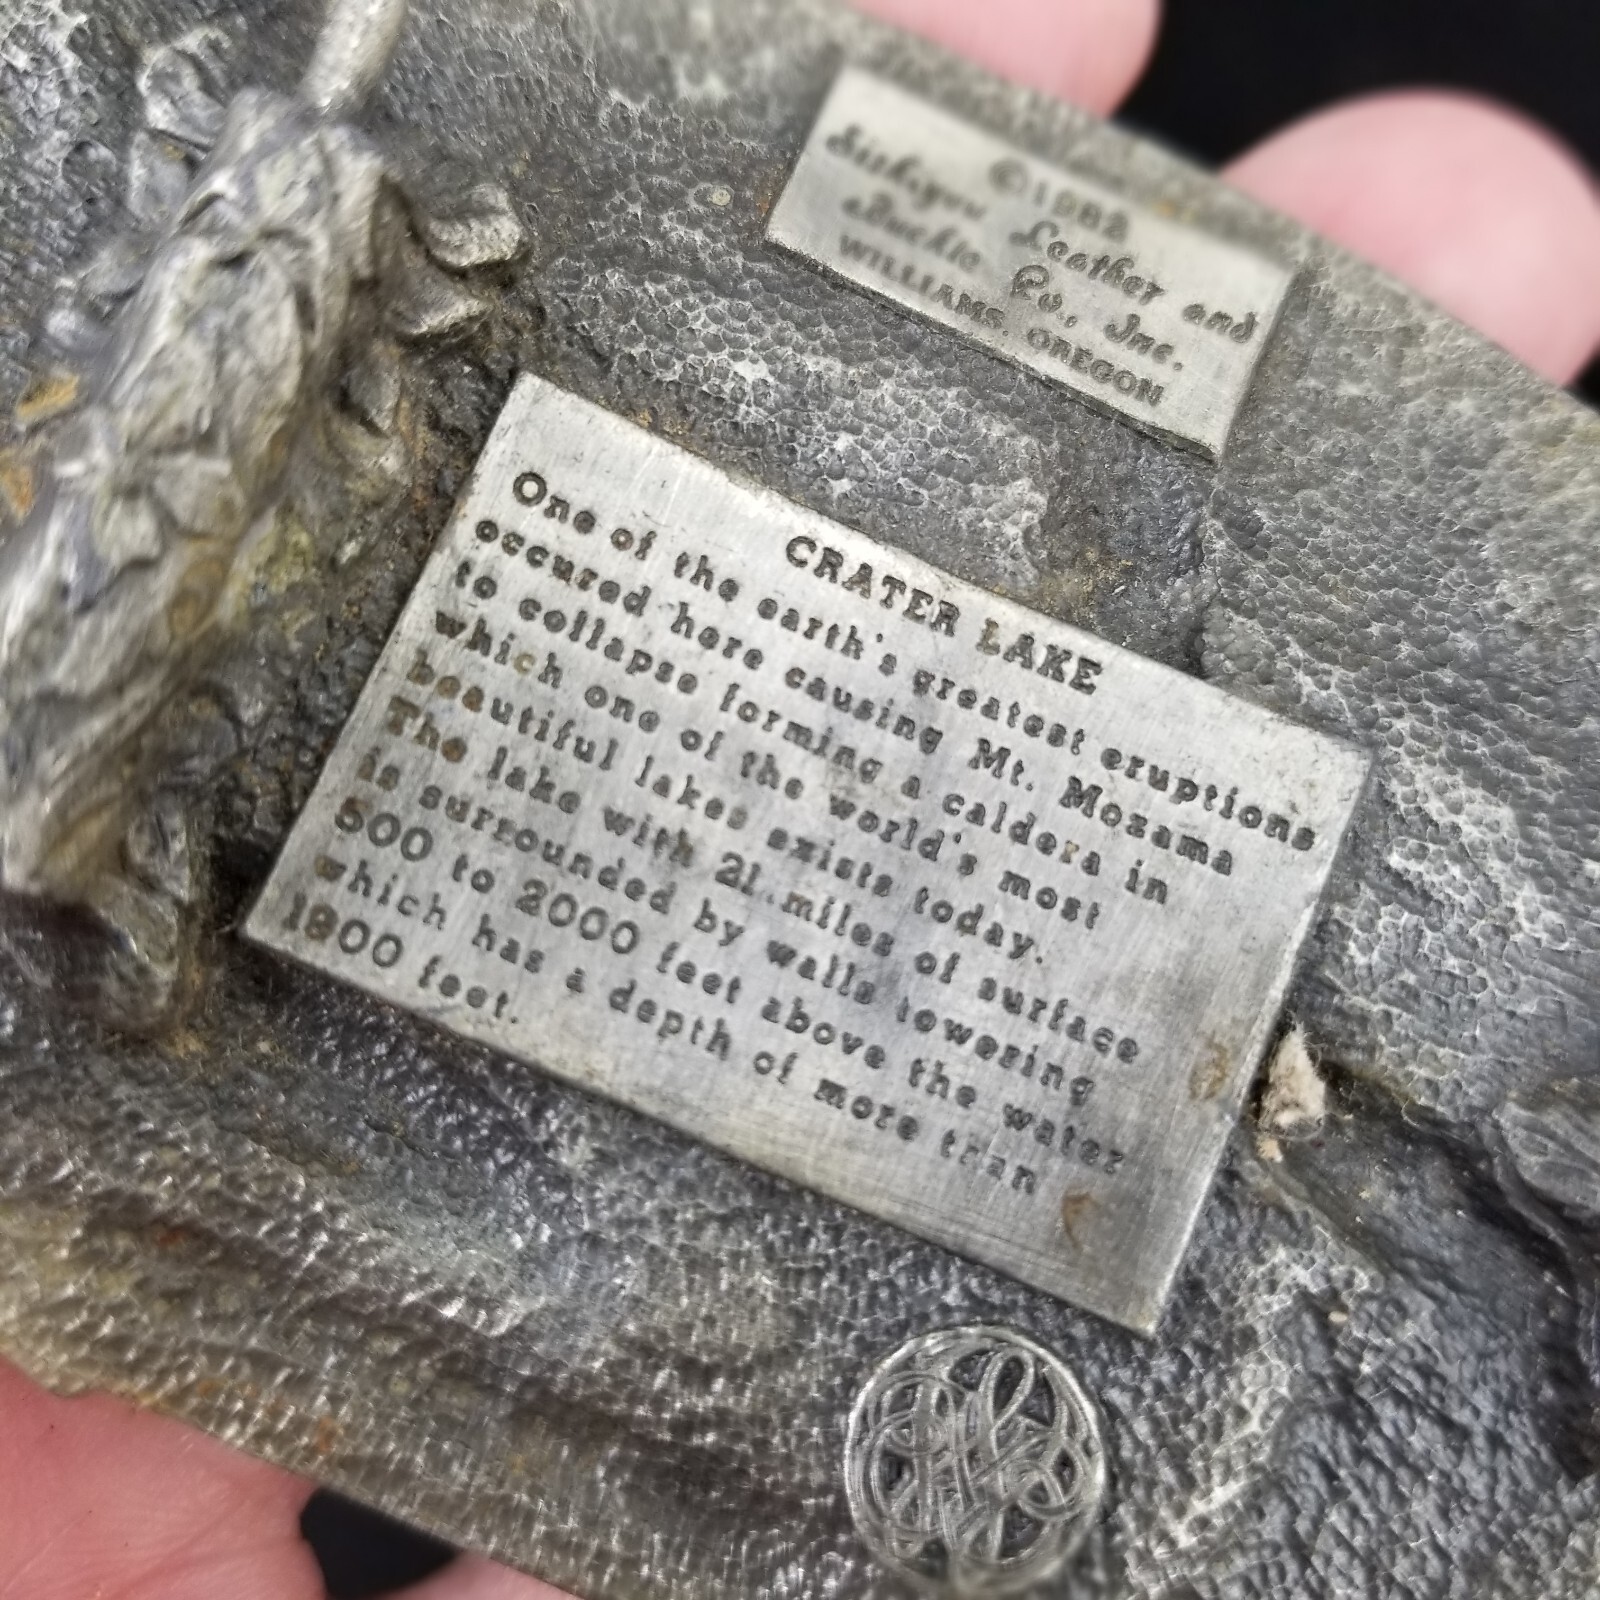 ©1982
Siskiyou Leather and
Buckle Co., Inc.
WILLIAMS, OREGON
CRATER LAKE
One of the earth's greatest eruptions
occured here causing Mt. Mozama
to collapse forming a caldera in
which one of the world's most
beautiful lakes exists today.
The lake with 21 miles of surface
is surrounded by walls towering
500 to 2000 feet above the water
which has a depth of more tran
1900 feet.